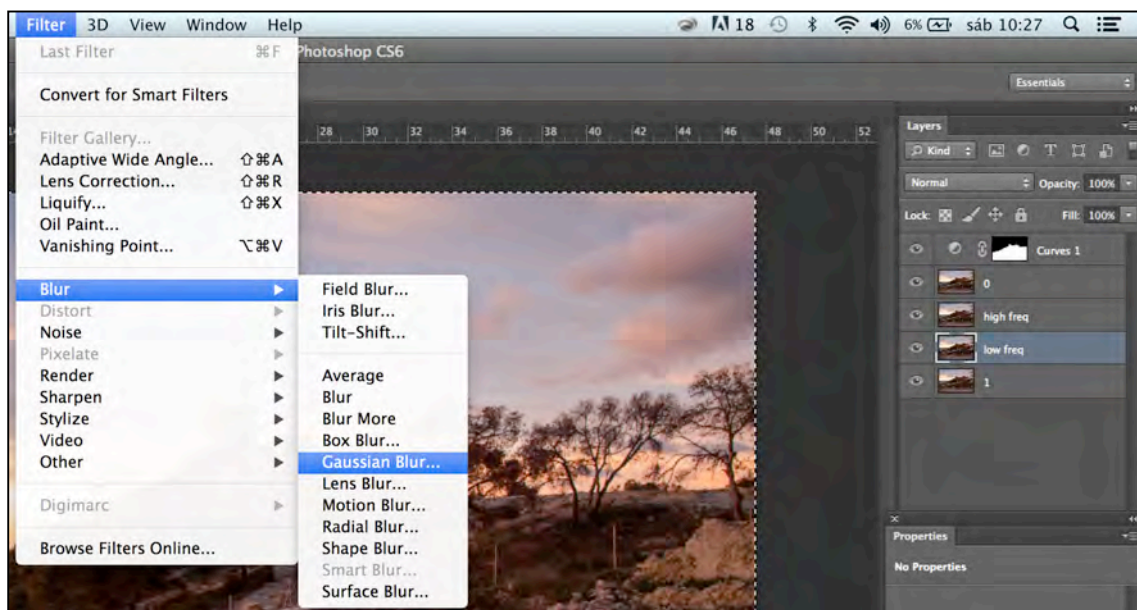 Filter 3D View Window Help 18 6% sáb 10:27
Last Filter ⌘F
Photoshop CS6
Convert for Smart Filters
Filter Gallery...
Adaptive Wide Angle... ⇧⌘A
Lens Correction... ⇧⌘R
Liquify... ⇧⌘X
Oil Paint...
Vanishing Point... ⌥⌘V
Blur
Distort
Noise
Pixelate
Render
Sharpen
Stylize
Video
Other
Digimarc
Browse Filters Online...
Field Blur...
Iris Blur...
Tilt-Shift...
Average
Blur
Blur More
Box Blur...
Gaussian Blur...
Lens Blur...
Motion Blur...
Radial Blur...
Shape Blur...
Smart Blur...
Surface Blur...
28 30 32 34 36 38 40 42 44 46 48 50 52
Essentials
Layers
Kind
Normal Opacity: 100%
Lock: Fill: 100%
Curves 1
0
high freq
low freq
1
Properties
No Properties